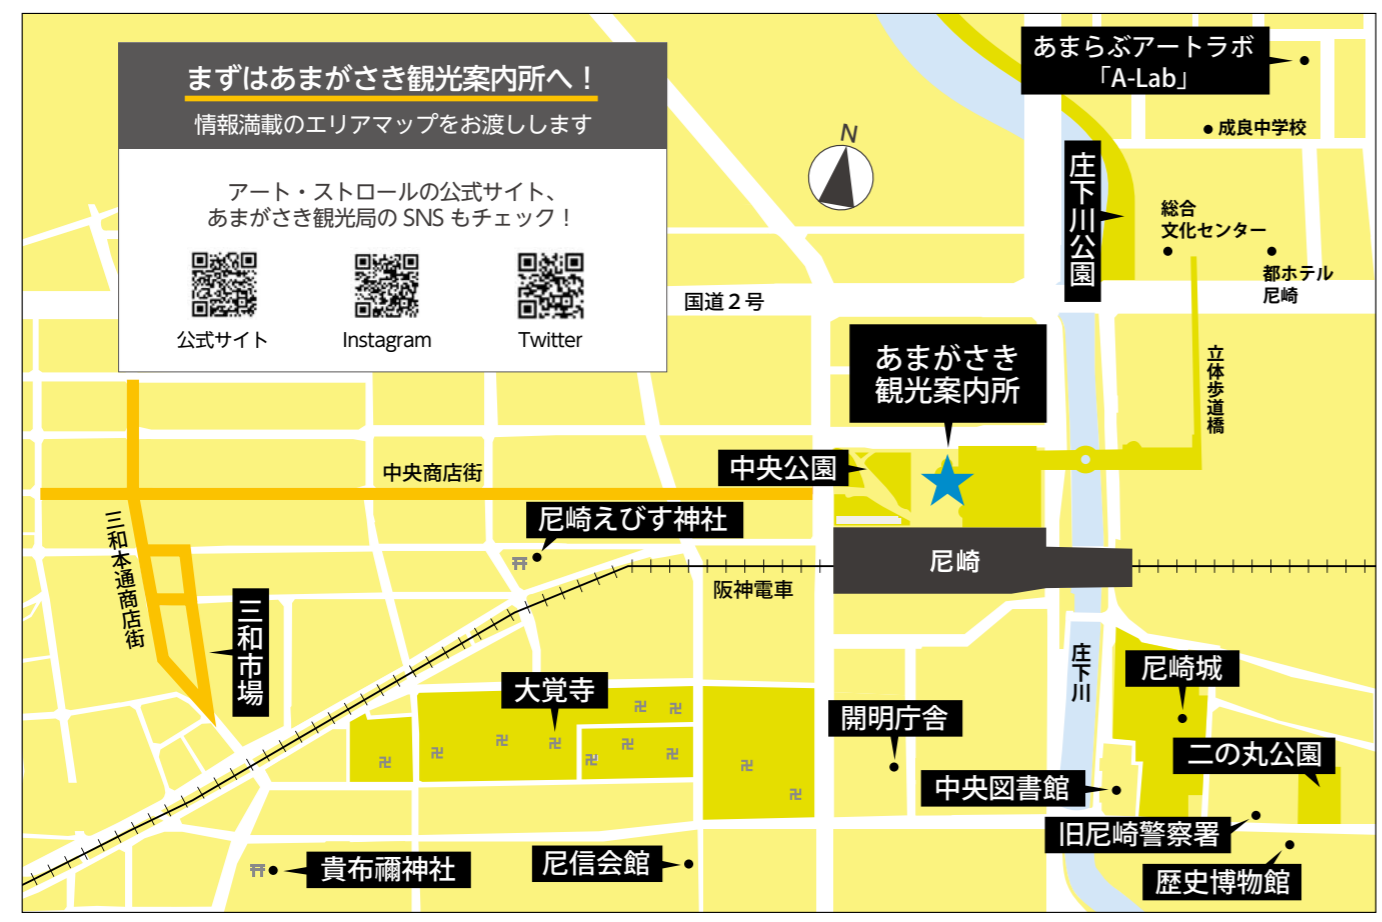 まずはあまがさき観光案内所へ！
情報満載のエリアマップをお渡しします
アート・ストロールの公式サイト、
あまがさき観光局の SNS もチェック！
公式サイト
Instagram
Twitter
N
あまらぶアートラボ
「A-Lab」
成良中学校
庄下川公園
総合
文化センター
都ホテル
尼崎
国道２号
立体歩道橋
あまがさき
観光案内所
中央公園
中央商店街
三和本通商店街
尼崎えびす神社
尼崎
阪神電車
三和市場
庄下川
尼崎城
大覚寺
開明庁舎
二の丸公園
中央図書館
旧尼崎警察署
歴史博物館
尼信会館
貴布禰神社